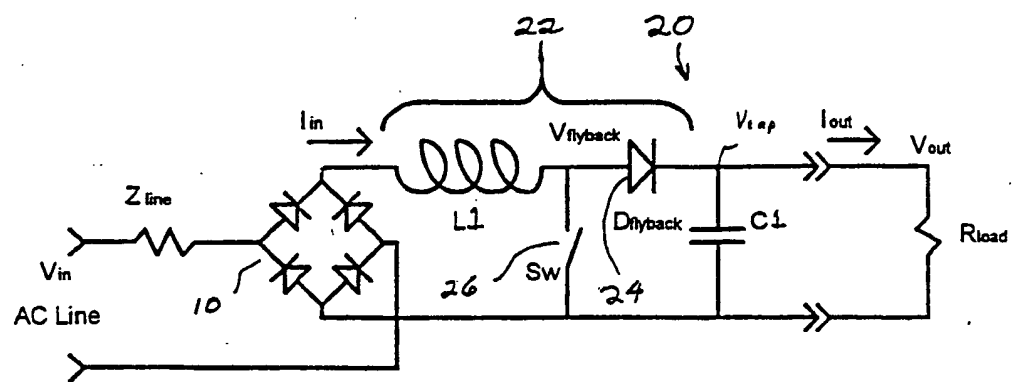 22
20
Iin
Vflyback
Vcap
Iout
Vout
Zline
L1
Dflyback
C1
Rload
Vin
10
26
Sw
24
AC Line